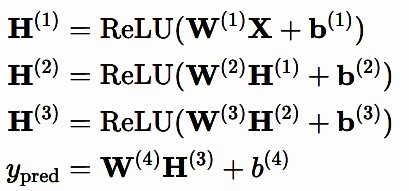 H^(1) = ReLU(W^(1)X + b^(1))
H^(2) = ReLU(W^(2)H^(1) + b^(2))
H^(3) = ReLU(W^(3)H^(2) + b^(3))
y_pred = W^(4)H^(3) + b^(4)